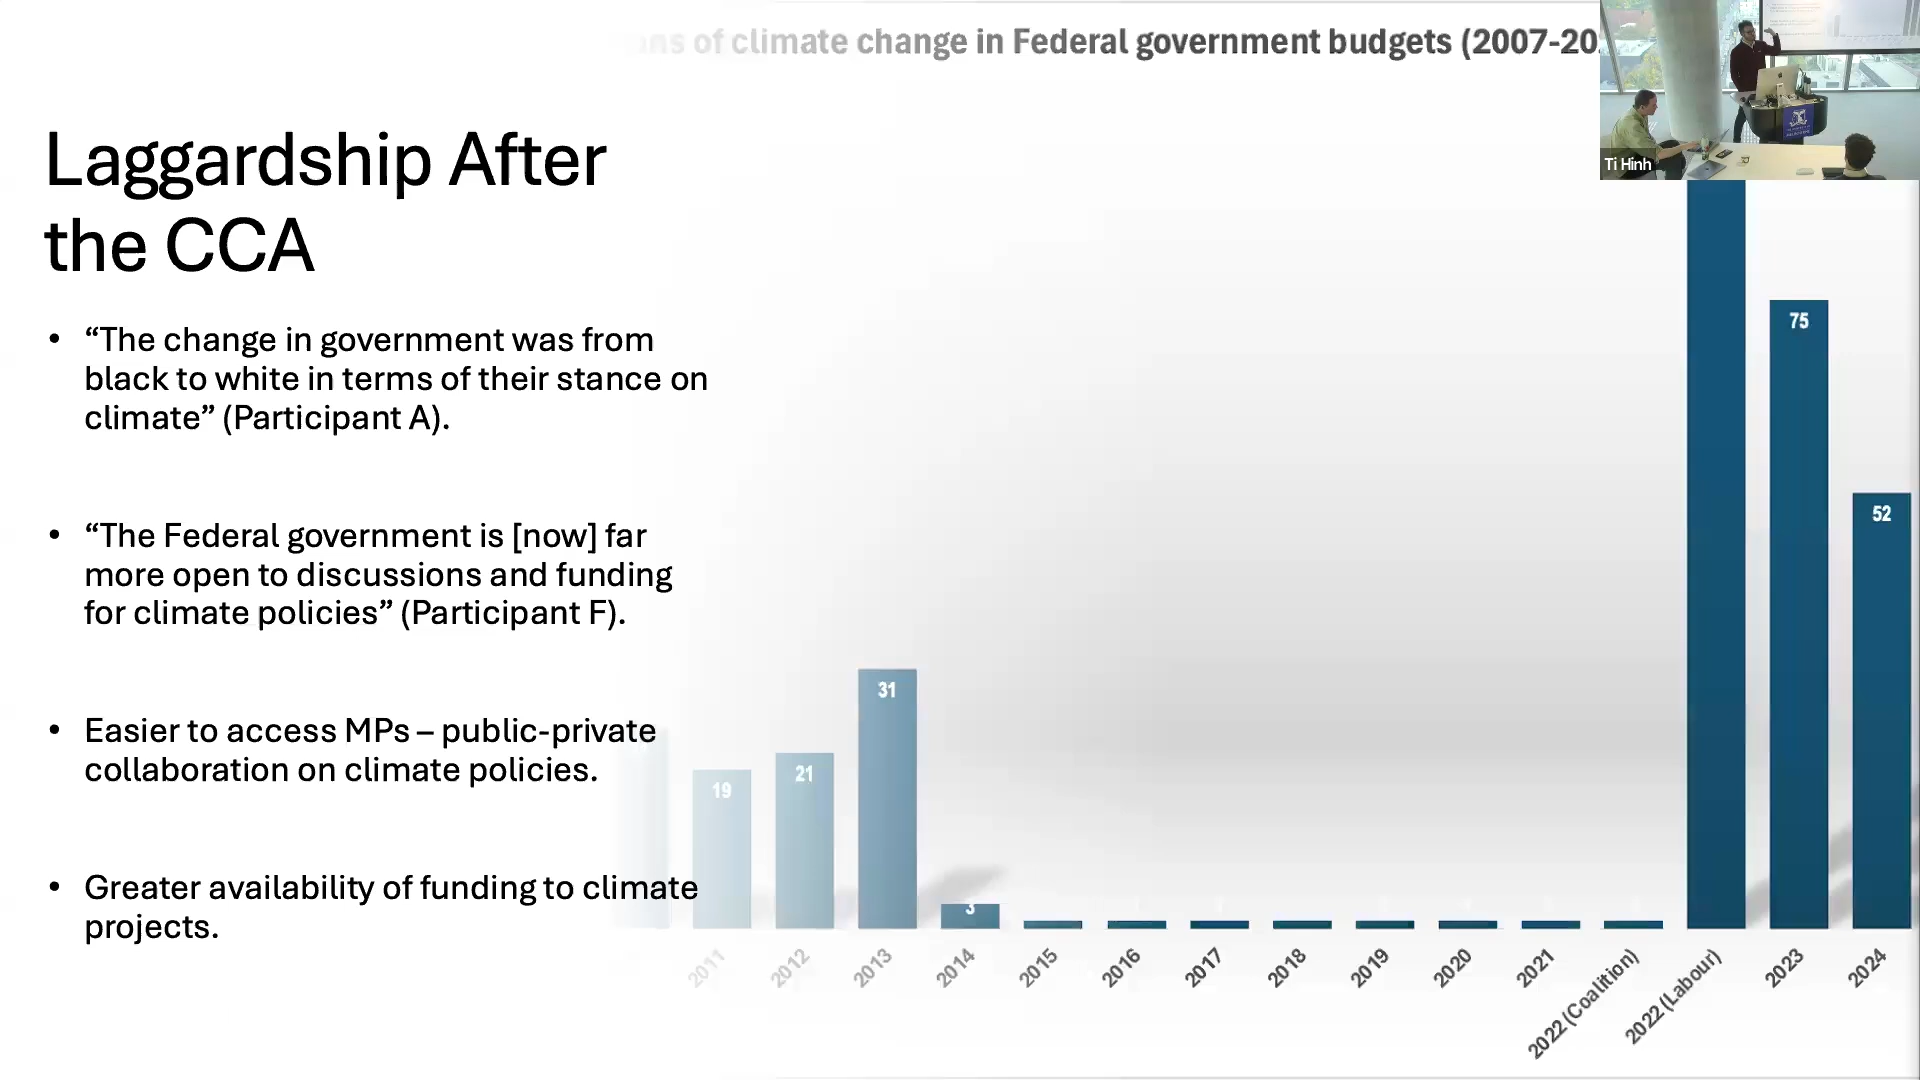 of climate change in Federal government budgets (2007-20
Laggardship After
the CCA
• “The change in government was from
black to white in terms of their stance on
climate” (Participant A).
• “The Federal government is [now] far
more open to discussions and funding
for climate policies” (Participant F).
• Easier to access MPs – public-private
collaboration on climate policies.
• Greater availability of funding to climate
projects.
Ti Hinh
75
52
31
21
19
3
2011
2012
2013
2014
2015
2016
2017
2018
2019
2020
2021
2022 (Coalition)
2022 (Labour)
2023
2024